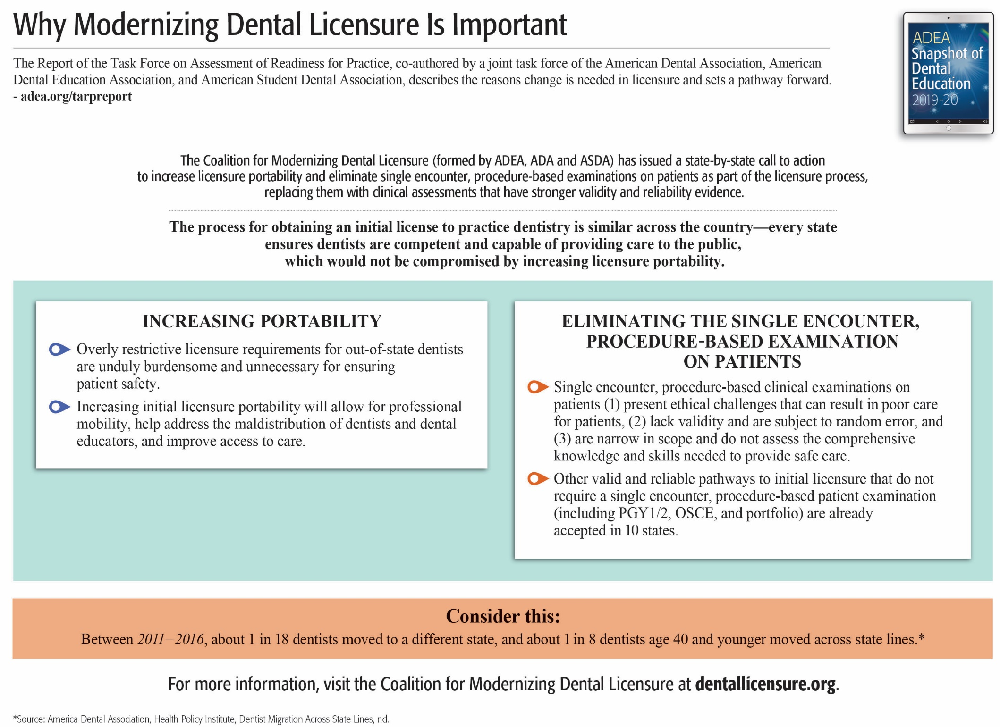 Why Modernizing Dental Licensure Is Important
The Report of the Task Force on Assessment of Readiness for Practice, co-authored by a joint task force of the American Dental Association, American
Dental Education Association, and American Student Dental Association, describes the reasons change is needed in licensure and sets a pathway forward.
- adea.org/tarpreport
ADEA
Snapshot of
Dental
Education
2019-20
The Coalition for Modernizing Dental Licensure (formed by ADEA, ADA and ASDA) has issued a state-by-state call to action
to increase licensure portability and eliminate single encounter, procedure-based examinations on patients as part of the licensure process,
replacing them with clinical assessments that have stronger validity and reliability evidence.
The process for obtaining an initial license to practice dentistry is similar across the country—every state
ensures dentists are competent and capable of providing care to the public,
which would not be compromised by increasing licensure portability.
INCREASING PORTABILITY
Overly restrictive licensure requirements for out-of-state dentists
are unduly burdensome and unnecessary for ensuring
patient safety.
Increasing initial licensure portability will allow for professional
mobility, help address the maldistribution of dentists and dental
educators, and improve access to care.
ELIMINATING THE SINGLE ENCOUNTER,
PROCEDURE-BASED EXAMINATION
ON PATIENTS
Single encounter, procedure-based clinical examinations on
patients (1) present ethical challenges that can result in poor care
for patients, (2) lack validity and are subject to random error, and
(3) are narrow in scope and do not assess the comprehensive
knowledge and skills needed to provide safe care.
Other valid and reliable pathways to initial licensure that do not
require a single encounter, procedure-based patient examination
(including PGY1/2, OSCE, and portfolio) are already
accepted in 10 states.
Consider this:
Between 2011–2016, about 1 in 18 dentists moved to a different state, and about 1 in 8 dentists age 40 and younger moved across state lines.*
For more information, visit the Coalition for Modernizing Dental Licensure at dentallicensure.org.
*Source: America Dental Association, Health Policy Institute, Dentist Migration Across State Lines, nd.